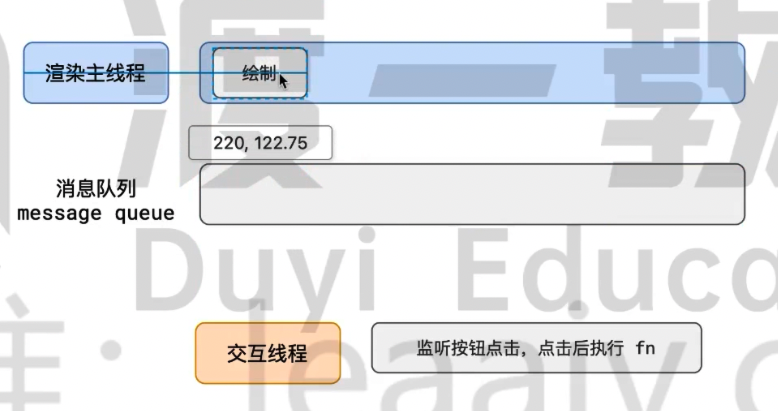 渲染主线程
绘制
220, 122.75
消息队列
message queue
交互线程
监听按钮点击，点击后执行 fn
渡一教
Duyi Educa